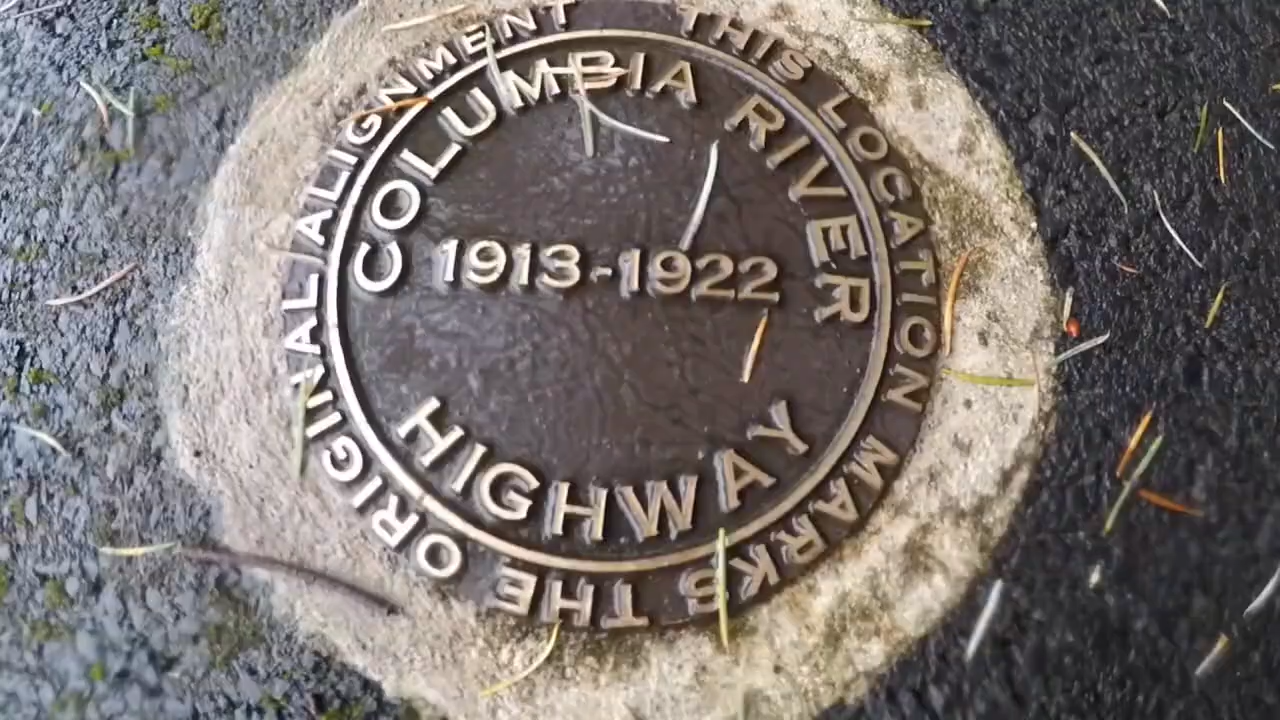 THIS LOCATION MARKS THE ORIGINAL ALIGNMENT
COLUMBIA RIVER
1913-1922
HIGHWAY